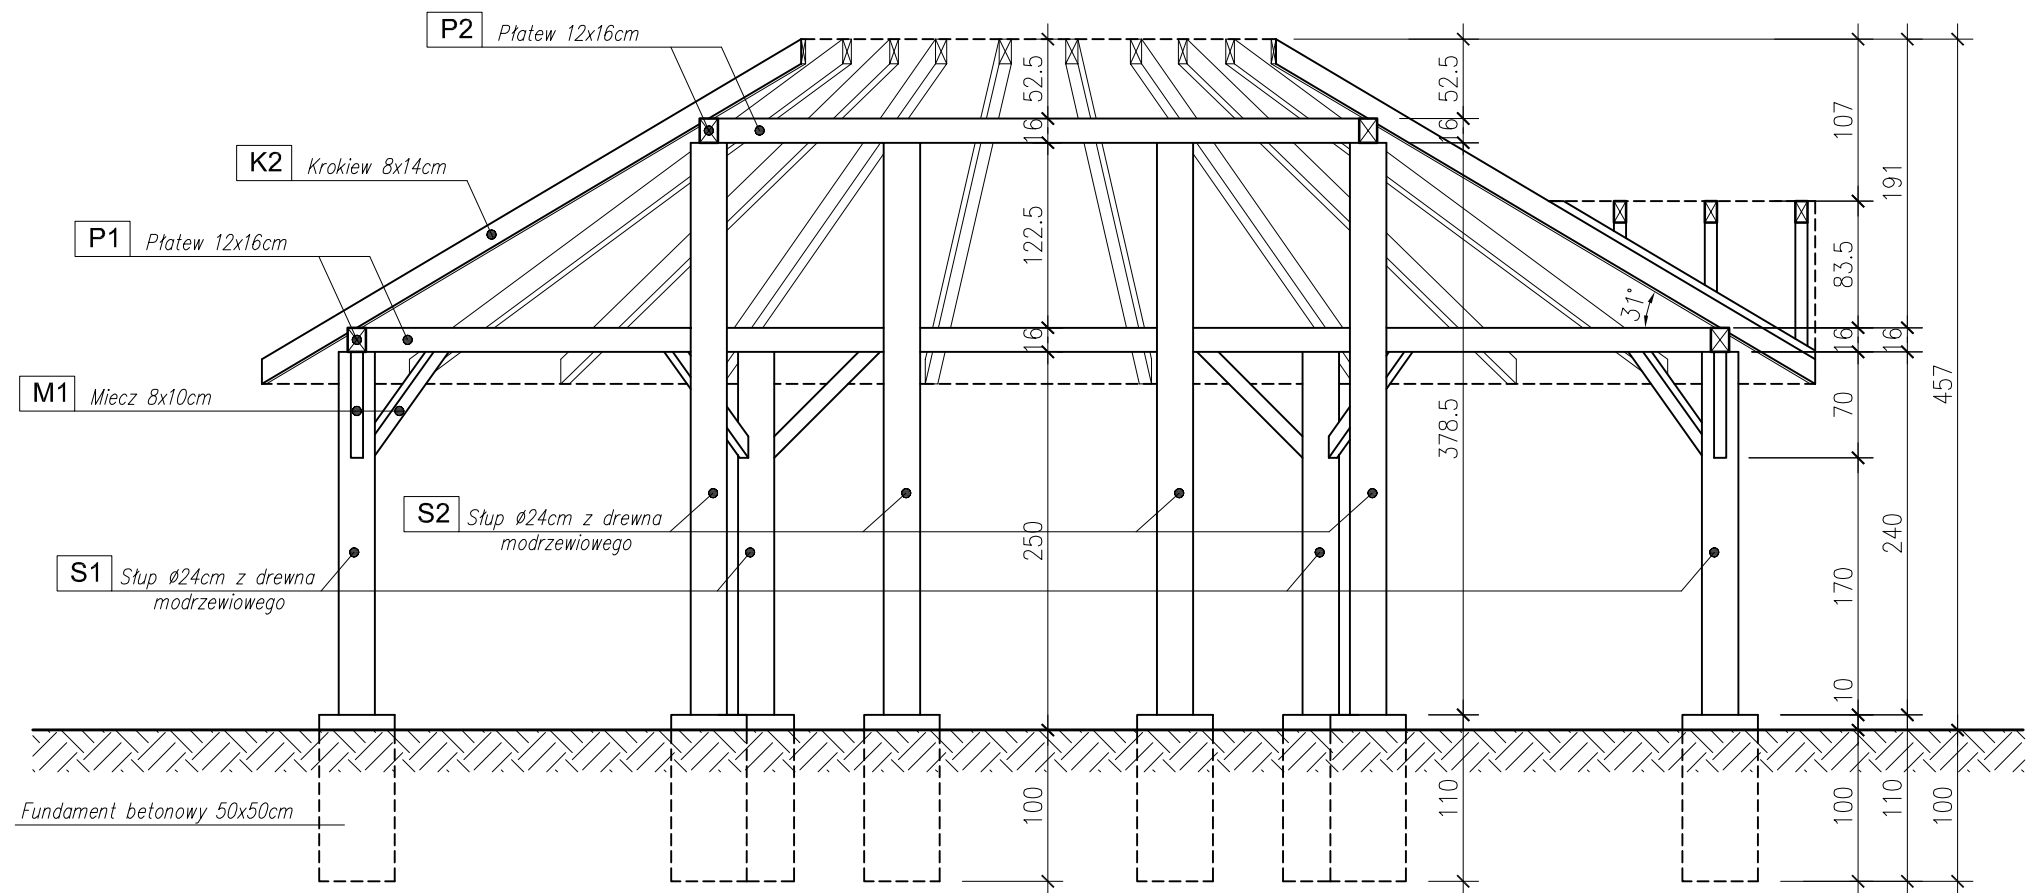 P2 Płatew 12x16cm
K2 Krokiew 8x14cm
P1 Płatew 12x16cm
M1 Miecz 8x10cm
S2 Słup ø24cm z drewna
modrzewiowego
S1 Słup ø24cm z drewna
modrzewiowego
Fundament betonowy 50x50cm
52.5
16
122.5
16
250
100
52.5
16
378.5
110
31°
107
83.5
16
70
170
10
100
191
16
240
110
457
100